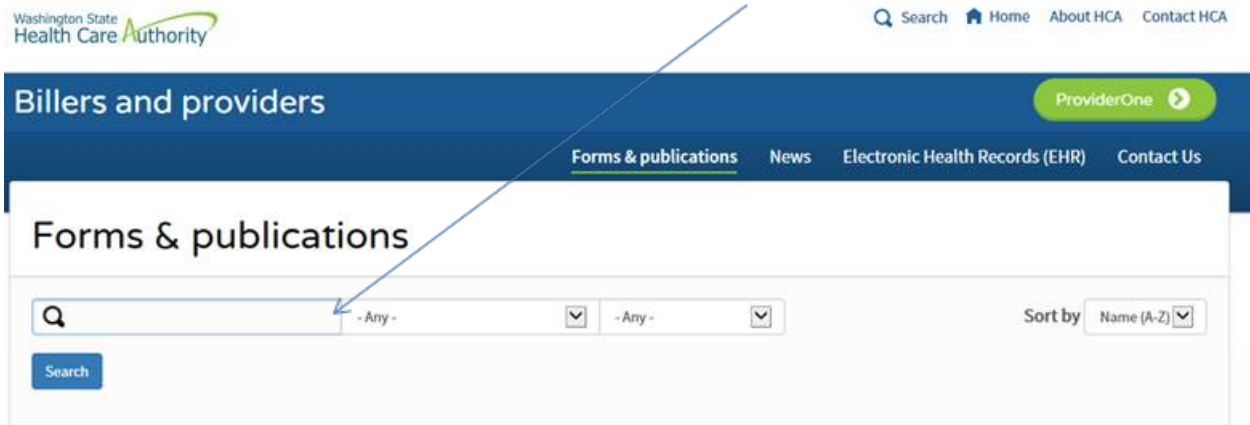 Washington State
Health Care Authority
Search Home About HCA Contact HCA
Billers and providers
ProviderOne
Forms & publications News Electronic Health Records (EHR) Contact Us
Forms & publications
- Any - - Any - Sort by Name (A-Z)
Search